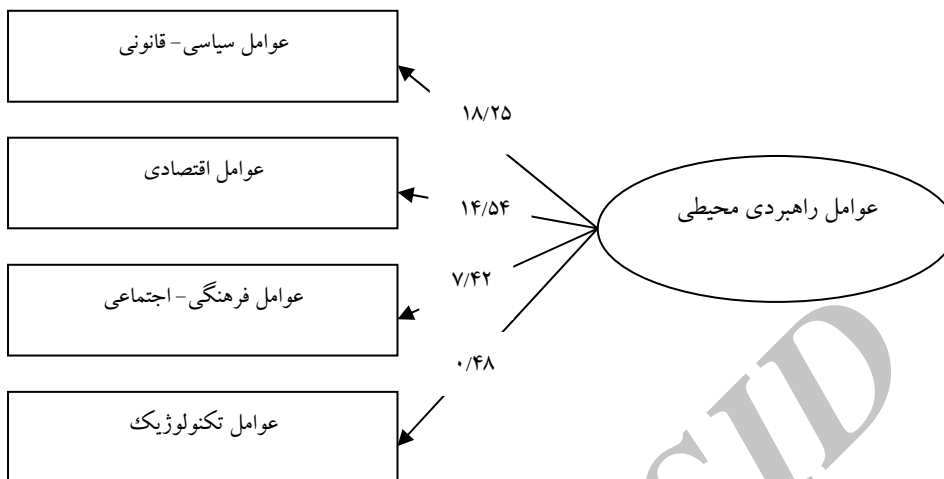 عوامل سیاسی– قانونی
۱۸/۲۵
عوامل اقتصادی
۱۴/۵۴
عوامل راهبردی محیطی
۷/۴۲
عوامل فرهنگی– اجتماعی
۰/۴۸
عوامل تکنولوژیک
SID